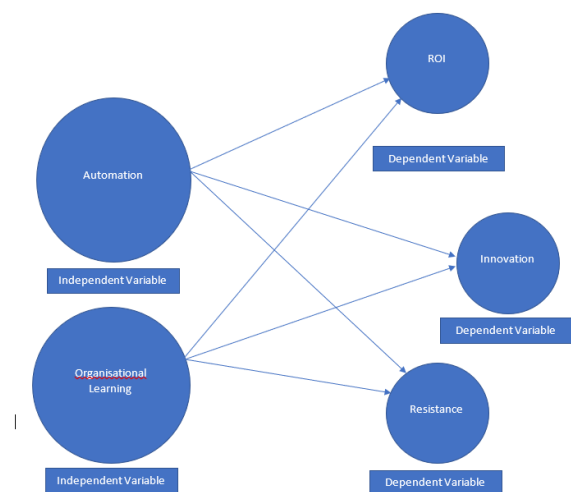 ROI
Automation
Dependent Variable
Innovation
Independent Variable
Dependent Variable
Organisational
Learning
Resistance
Independent Variable
Dependent Variable